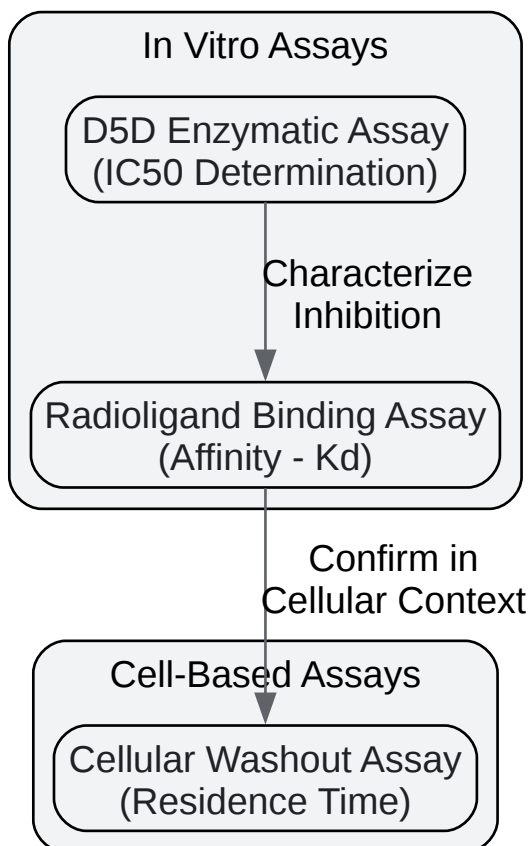 In Vitro Assays
D5D Enzymatic Assay
(IC50 Determination)
Characterize
Inhibition
Radioligand Binding Assay
(Affinity - Kd)
Confirm in
Cellular Context
Cell-Based Assays
Cellular Washout Assay
(Residence Time)